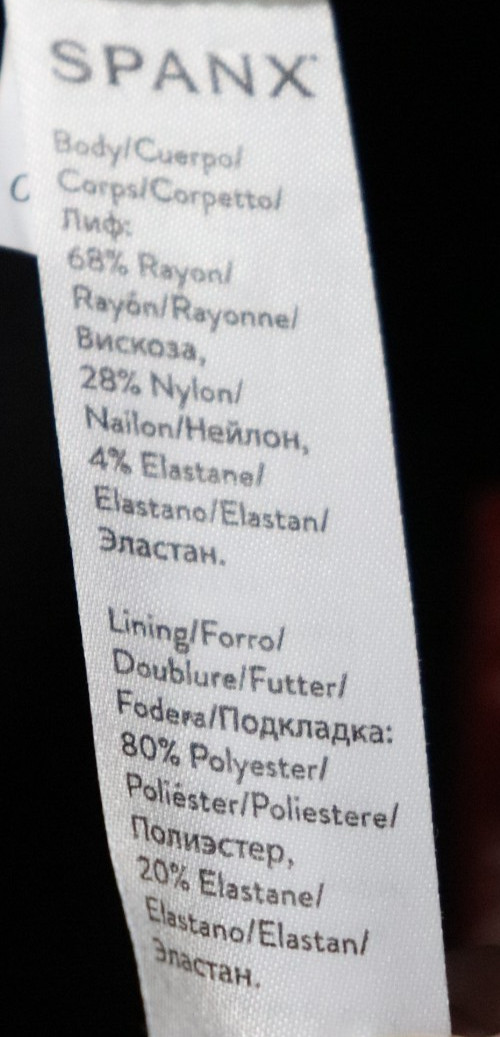 SPANX
Body/Cuerpo/
Corps/Corpetto/
Лиф:
68% Rayon/
Rayón/Rayonne/
Вискоза,
28% Nylon/
Nailon/Нейлон,
4% Elastane/
Elastano/Elastan/
Эластан.
Lining/Forro/
Doublure/Futter/
Fodera/Подкладка:
80% Polyester/
Poliéster/Poliestere/
Полиэстер,
20% Elastane/
Elastano/Elastan/
Эластан.